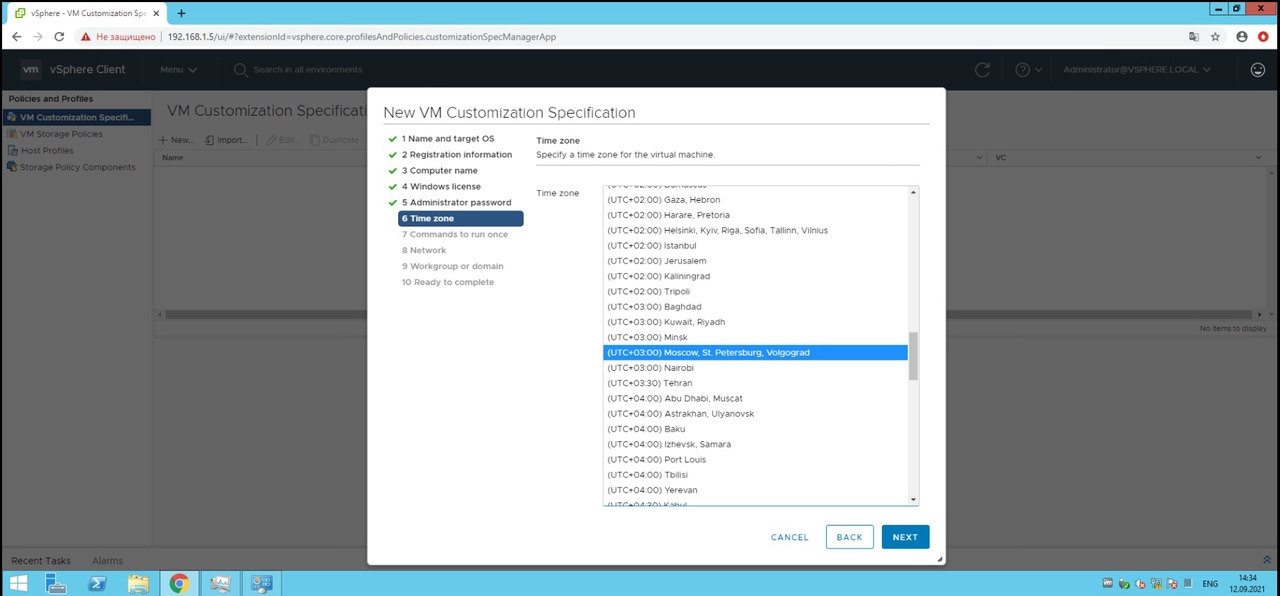 vSphere - VM Customization Spe
Не защищено
192.168.1.5/ui/#?extensionId=vsphere.core.profilesAndPolicies.customizationSpecManagerApp
vm vSphere Client Menu Search in all environments Administrator@VSPHERE.LOCAL
Policies and Profiles
VM Customization Specifi...
VM Storage Policies
Host Profiles
Storage Policy Components
VM Customization Specificati
New... Import... Edit... Duplicate
Name VC
No items to display
New VM Customization Specification
1 Name and target OS
2 Registration information
3 Computer name
4 Windows license
5 Administrator password
6 Time zone
7 Commands to run once
8 Network
9 Workgroup or domain
10 Ready to complete
Time zone
Specify a time zone for the virtual machine.
Time zone
(UTC+02:00) Damascus
(UTC+02:00) Gaza, Hebron
(UTC+02:00) Harare, Pretoria
(UTC+02:00) Helsinki, Kyiv, Riga, Sofia, Tallinn, Vilnius
(UTC+02:00) Istanbul
(UTC+02:00) Jerusalem
(UTC+02:00) Kaliningrad
(UTC+02:00) Tripoli
(UTC+03:00) Baghdad
(UTC+03:00) Kuwait, Riyadh
(UTC+03:00) Minsk
(UTC+03:00) Moscow, St. Petersburg, Volgograd
(UTC+03:00) Nairobi
(UTC+03:30) Tehran
(UTC+04:00) Abu Dhabi, Muscat
(UTC+04:00) Astrakhan, Ulyanovsk
(UTC+04:00) Baku
(UTC+04:00) Izhevsk, Samara
(UTC+04:00) Port Louis
(UTC+04:00) Tbilisi
(UTC+04:00) Yerevan
(UTC+04:30) Kabul
CANCEL BACK NEXT
Recent Tasks Alarms
ENG
14:34
12.09.2021